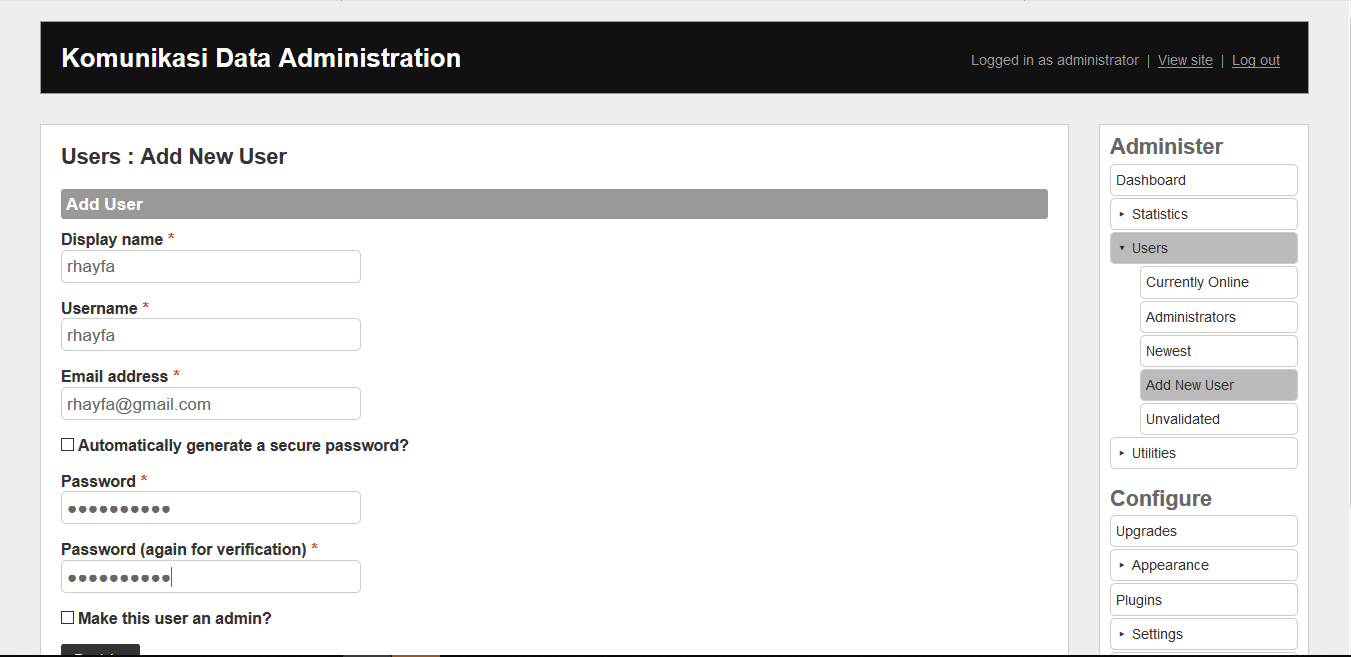 Komunikasi Data Administration
Logged in as administrator | View site | Log out
Users : Add New User
Add User
Display name *
rhayfa
Username *
rhayfa
Email address *
rhayfa@gmail.com
Automatically generate a secure password?
Password *
●●●●●●●●●●
Password (again for verification) *
●●●●●●●●●●
Make this user an admin?
Administer
Dashboard
Statistics
Users
Currently Online
Administrators
Newest
Add New User
Unvalidated
Utilities
Configure
Upgrades
Appearance
Plugins
Settings